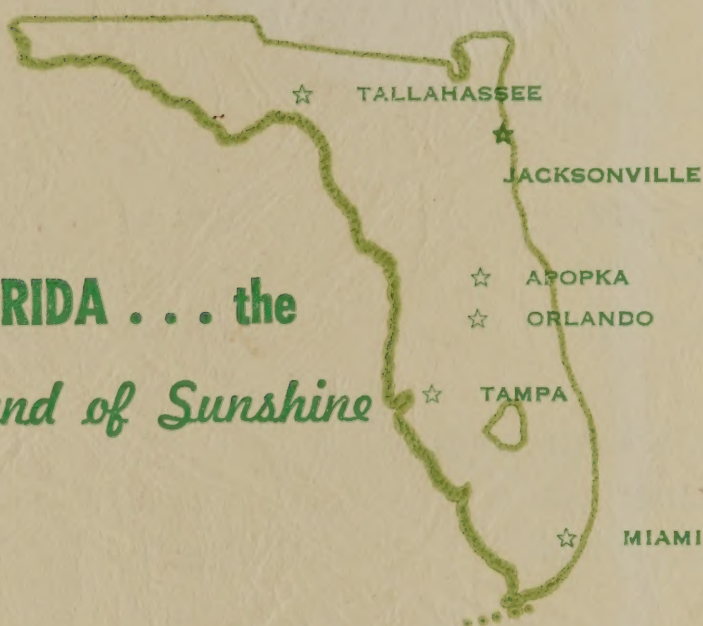 TALLAHASSEE
JACKSONVILLE
APOPKA
RIDA . . . the
ORLANDO
nd of Sunshine
TAMPA
MIAMI